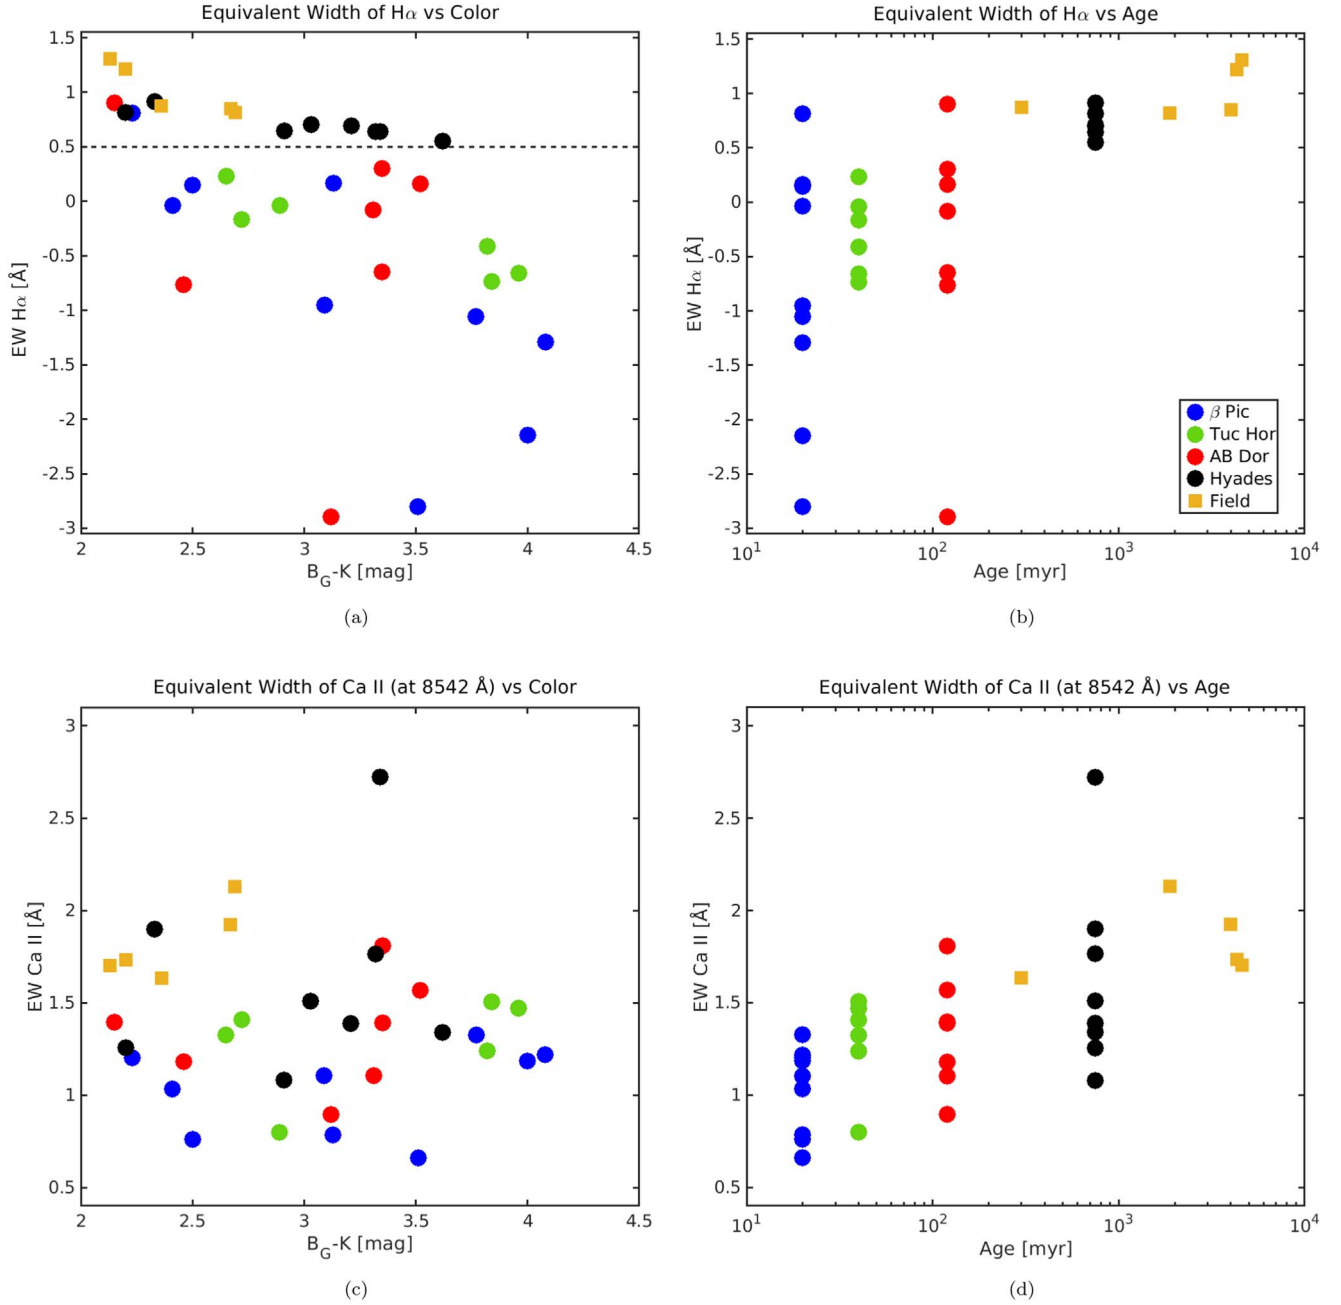 Equivalent Width of Hα vs Color
1.5
1
0.5
0
-0.5
-1
-1.5
-2
-2.5
-3
EW Hα [Å]
2 2.5 3 3.5 4 4.5
B_G-K [mag]
(a)
Equivalent Width of Hα vs Age
1.5
1
0.5
0
-0.5
-1
-1.5
-2
-2.5
-3
EW Hα [Å]
β Pic
Tuc Hor
AB Dor
Hyades
Field
10^1 10^2 10^3 10^4
Age [myr]
(b)
Equivalent Width of Ca II (at 8542 Å) vs Color
3
2.5
2
1.5
1
0.5
EW Ca II [Å]
2 2.5 3 3.5 4 4.5
B_G-K [mag]
(c)
Equivalent Width of Ca II (at 8542 Å) vs Age
3
2.5
2
1.5
1
0.5
EW Ca II [Å]
10^1 10^2 10^3 10^4
Age [myr]
(d)